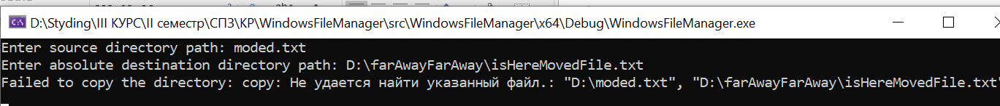 D:\Styding\III КУРС\II семестр\СПЗ\КР\WindowsFileManager\src\WindowsFileManager\x64\Debug\WindowsFileManager.exe
Enter source directory path: moded.txt
Enter absolute destination directory path: D:\farAwayFarAway\isHereMovedFile.txt
Failed to copy the directory: copy: Не удается найти указанный файл.: "D:\moded.txt", "D:\farAwayFarAway\isHereMovedFile.txt"